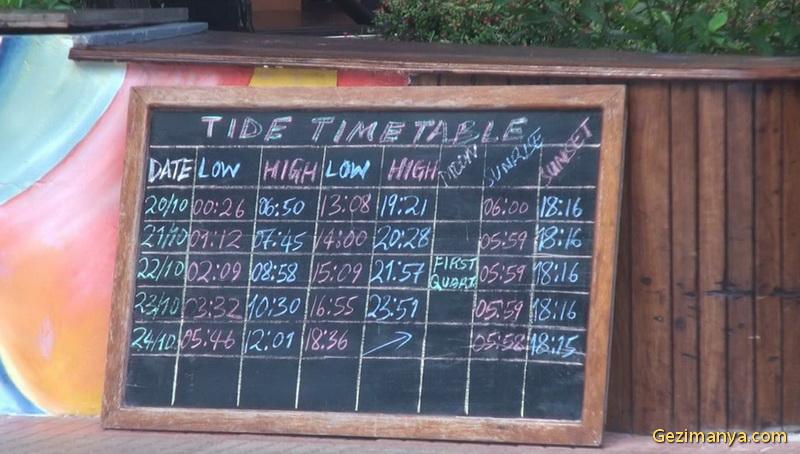 TIDE TIMETABLE
DATE LOW HIGH LOW HIGH MOON SUNRISE SUNSET
20/10 00:26 06:50 13:08 19:21 06:00 18:16
21/10 01:12 07:45 14:00 20:28 05:59 18:16
22/10 02:09 08:58 15:09 21:57 FIRST QUART 05:59 18:16
23/10 03:32 10:30 16:55 23:51 05:59 18:16
24/10 05:46 12:01 18:36 05:58 18:15
Gezimanya.com